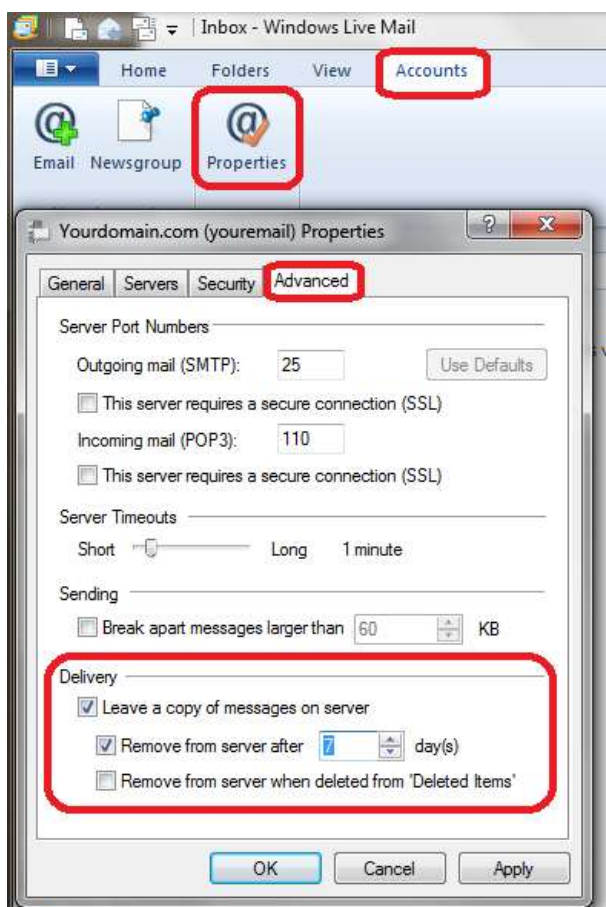 Inbox - Windows Live Mail
Home Folders View Accounts
Email Newsgroup Properties
Yourdomain.com (youremail) Properties
General Servers Security Advanced
Server Port Numbers
Outgoing mail (SMTP): 25 Use Defaults
This server requires a secure connection (SSL)
Incoming mail (POP3): 110
This server requires a secure connection (SSL)
Server Timeouts
Short Long 1 minute
Sending
Break apart messages larger than 60 KB
Delivery
Leave a copy of messages on server
Remove from server after 7 day(s)
Remove from server when deleted from 'Deleted Items'
OK Cancel Apply